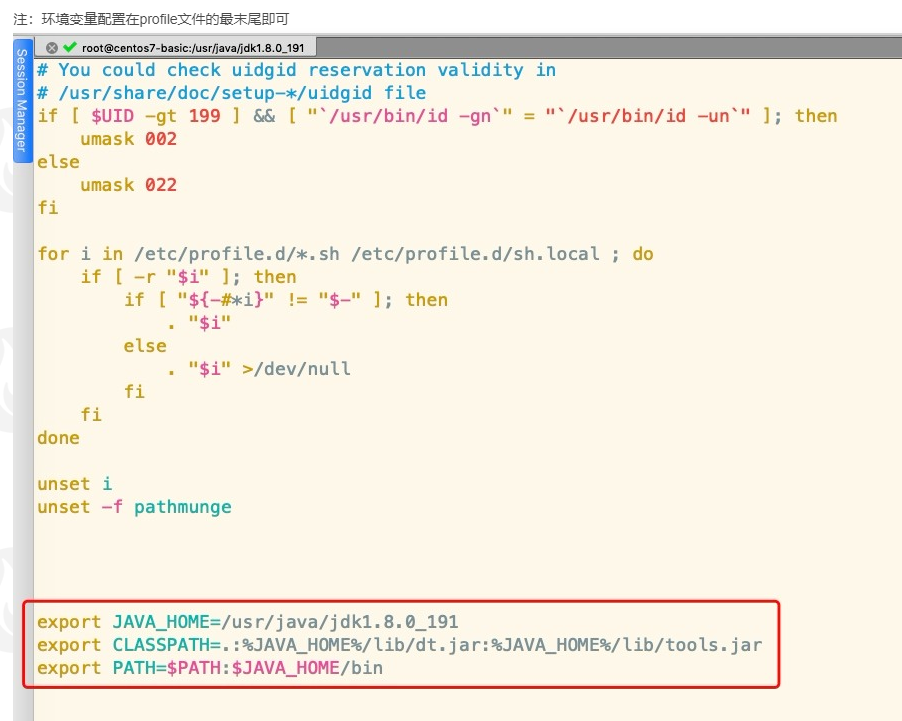 注：环境变量配置在profile文件的最末尾即可
root@centos7-basic:/usr/java/jdk1.8.0_191
Session Manager
# You could check uidgid reservation validity in
# /usr/share/doc/setup-*/uidgid file
if [ $UID -gt 199 ] && [ "`/usr/bin/id -gn`" = "`/usr/bin/id -un`" ]; then
    umask 002
else
    umask 022
fi
for i in /etc/profile.d/*.sh /etc/profile.d/sh.local ; do
    if [ -r "$i" ]; then
        if [ "${-#*i}" != "$-" ]; then
            . "$i"
        else
            . "$i" >/dev/null
        fi
    fi
done
unset i
unset -f pathmunge
export JAVA_HOME=/usr/java/jdk1.8.0_191
export CLASSPATH=.:%JAVA_HOME%/lib/dt.jar:%JAVA_HOME%/lib/tools.jar
export PATH=$PATH:$JAVA_HOME/bin